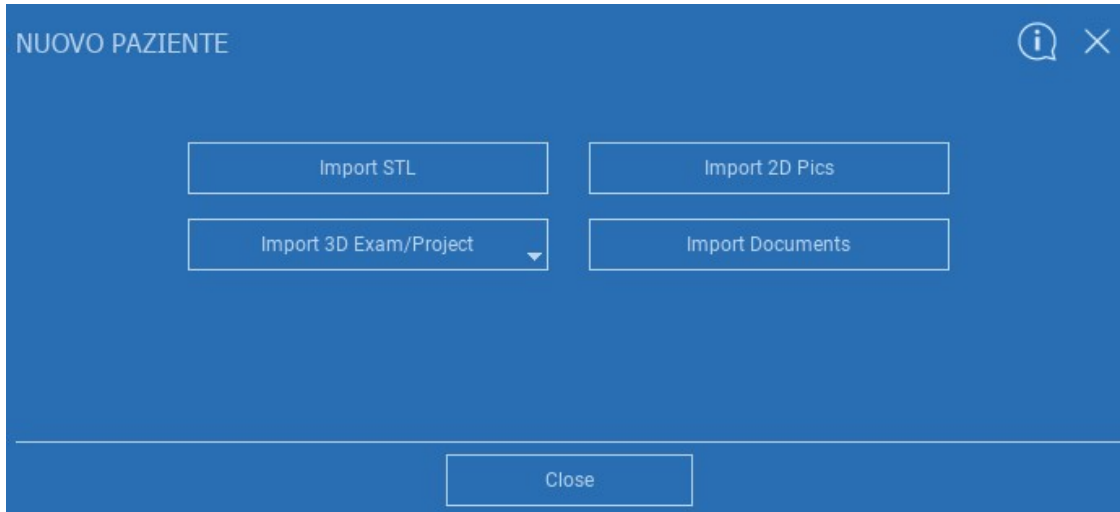 NUOVO PAZIENTE
Import STL
Import 2D Pics
Import 3D Exam/Project
Import Documents
Close